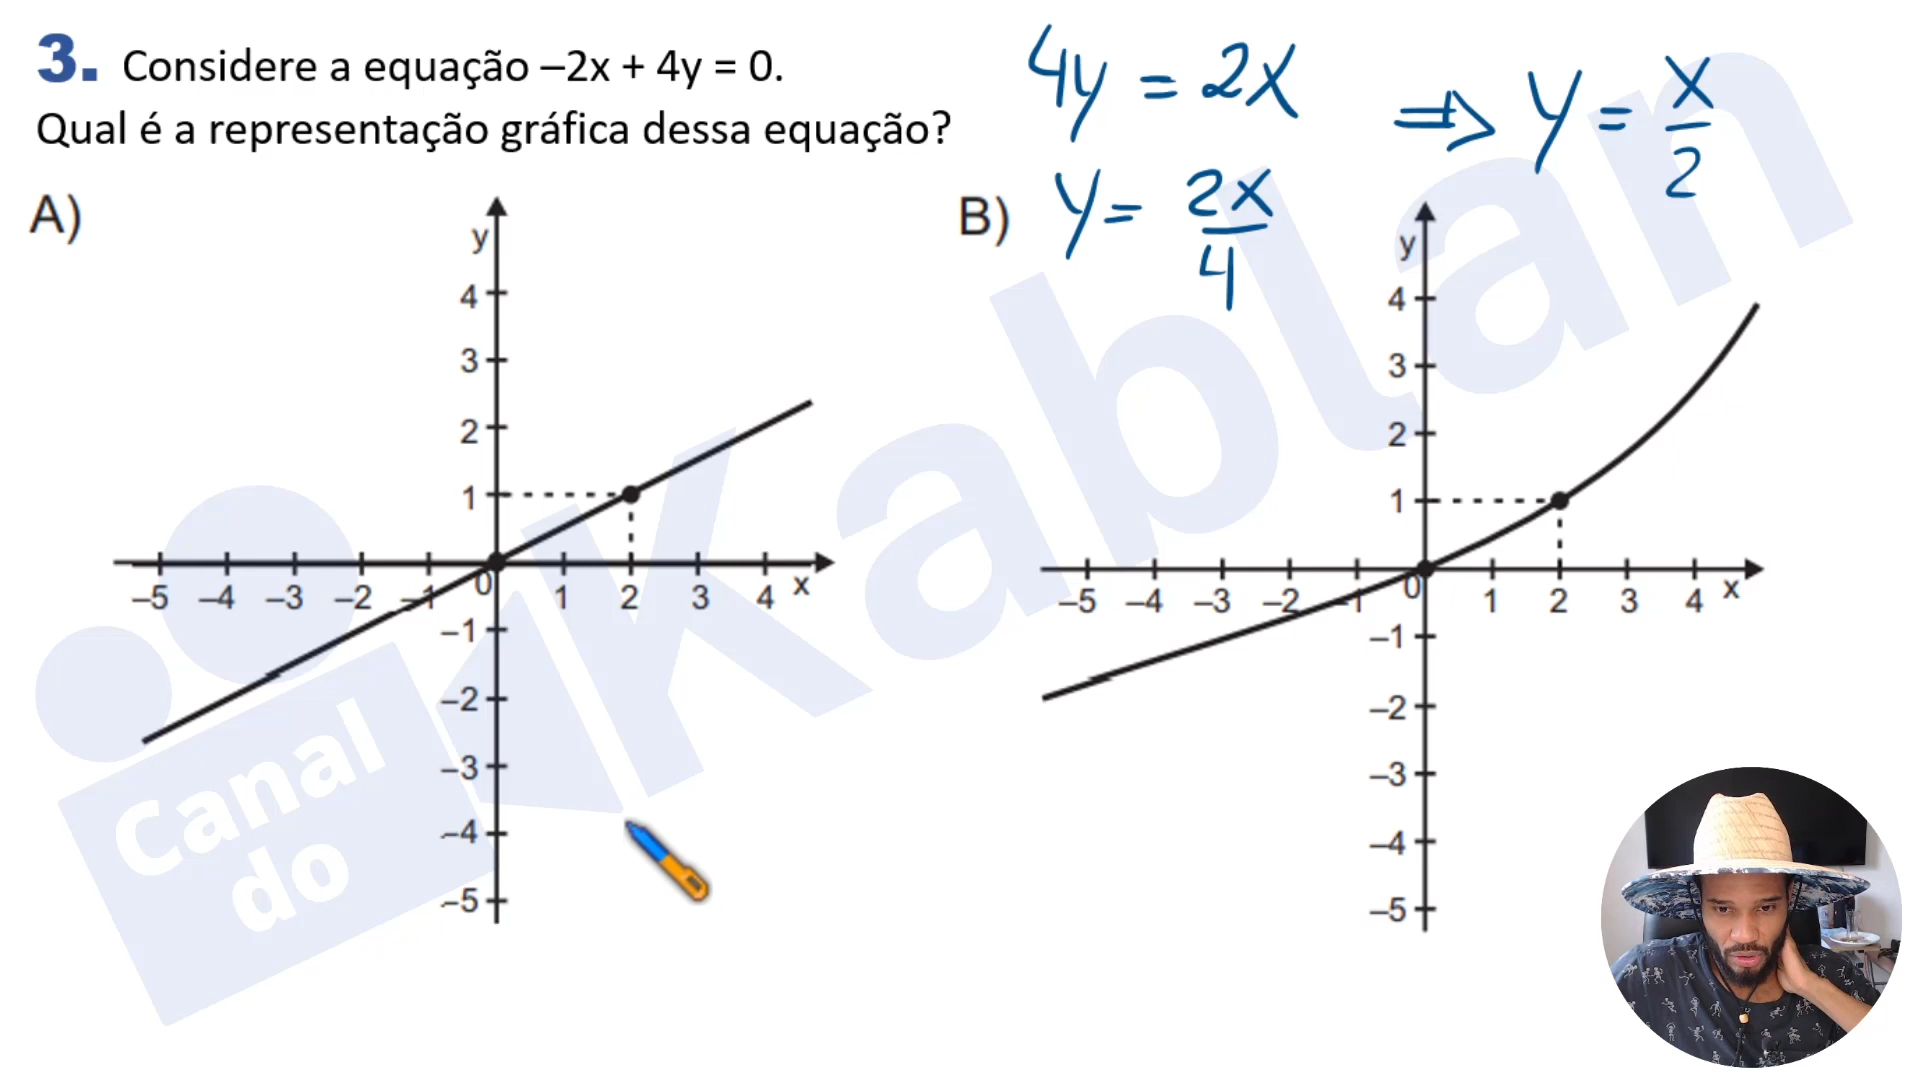 3. Considere a equação –2x + 4y = 0.
Qual é a representação gráfica dessa equação?
4y = 2x
y = 2x/4
⇒ y = x/2
A)
y
4
3
2
1
0
–5 –4 –3 –2 –1 1 2 3 4 x
–1
–2
–3
–4
–5
B)
y
4
3
2
1
0
–5 –4 –3 –2 –1 1 2 3 4 x
–1
–2
–3
–4
–5
Canal
do
Kablan